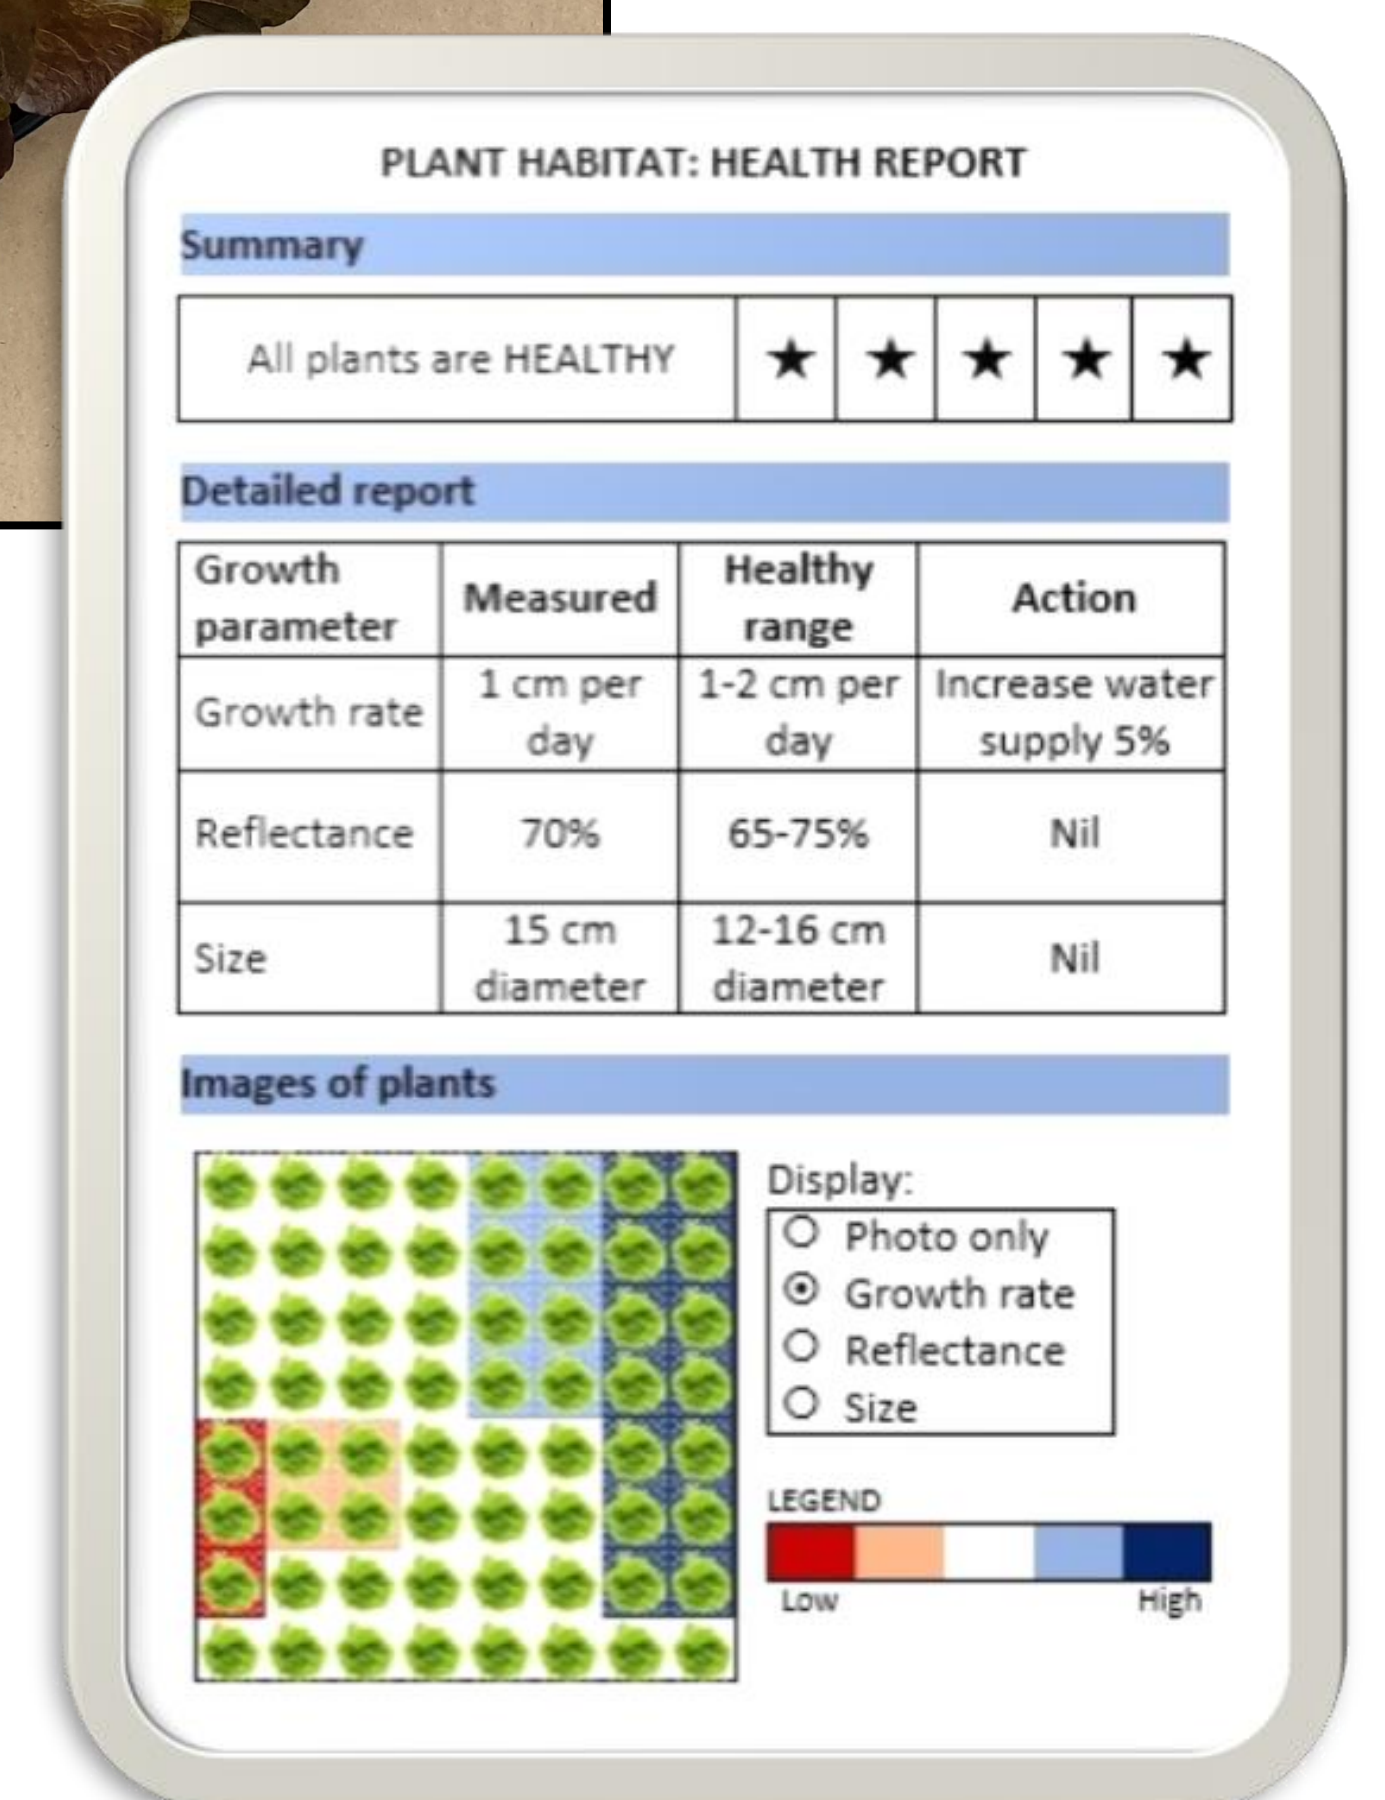 PLANT HABITAT: HEALTH REPORT
Summary
All plants are HEALTHY ★ ★ ★ ★ ★
Detailed report
Growth parameter Measured Healthy range Action
Growth rate 1 cm per day 1-2 cm per day Increase water supply 5%
Reflectance 70% 65-75% Nil
Size 15 cm diameter 12-16 cm diameter Nil
Images of plants
Display:
Photo only
Growth rate
Reflectance
Size
LEGEND
Low High